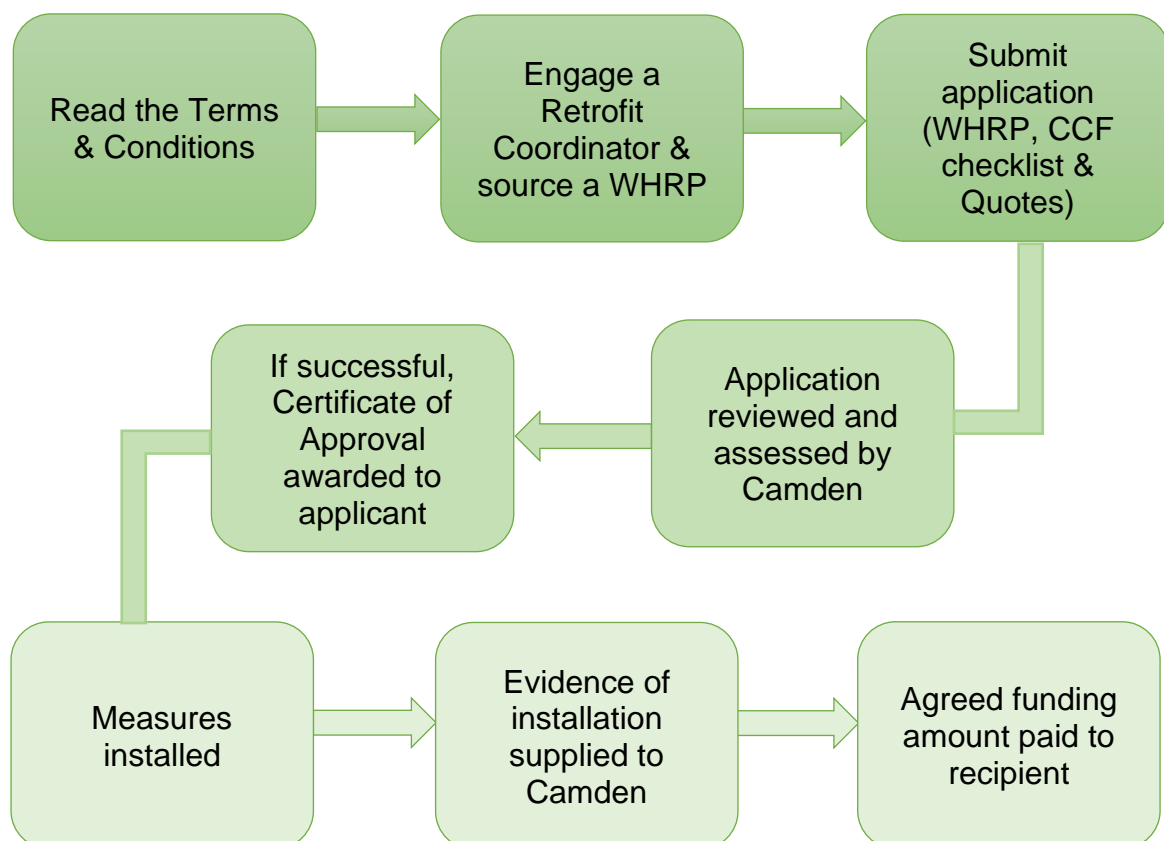 Read the Terms
& Conditions
Engage a
Retrofit
Coordinator &
source a WHRP
Submit
application
(WHRP, CCF
checklist &
Quotes)
Application
reviewed and
assessed by
Camden
If successful,
Certificate of
Approval
awarded to
applicant
Measures
installed
Evidence of
installation
supplied to
Camden
Agreed funding
amount paid to
recipient